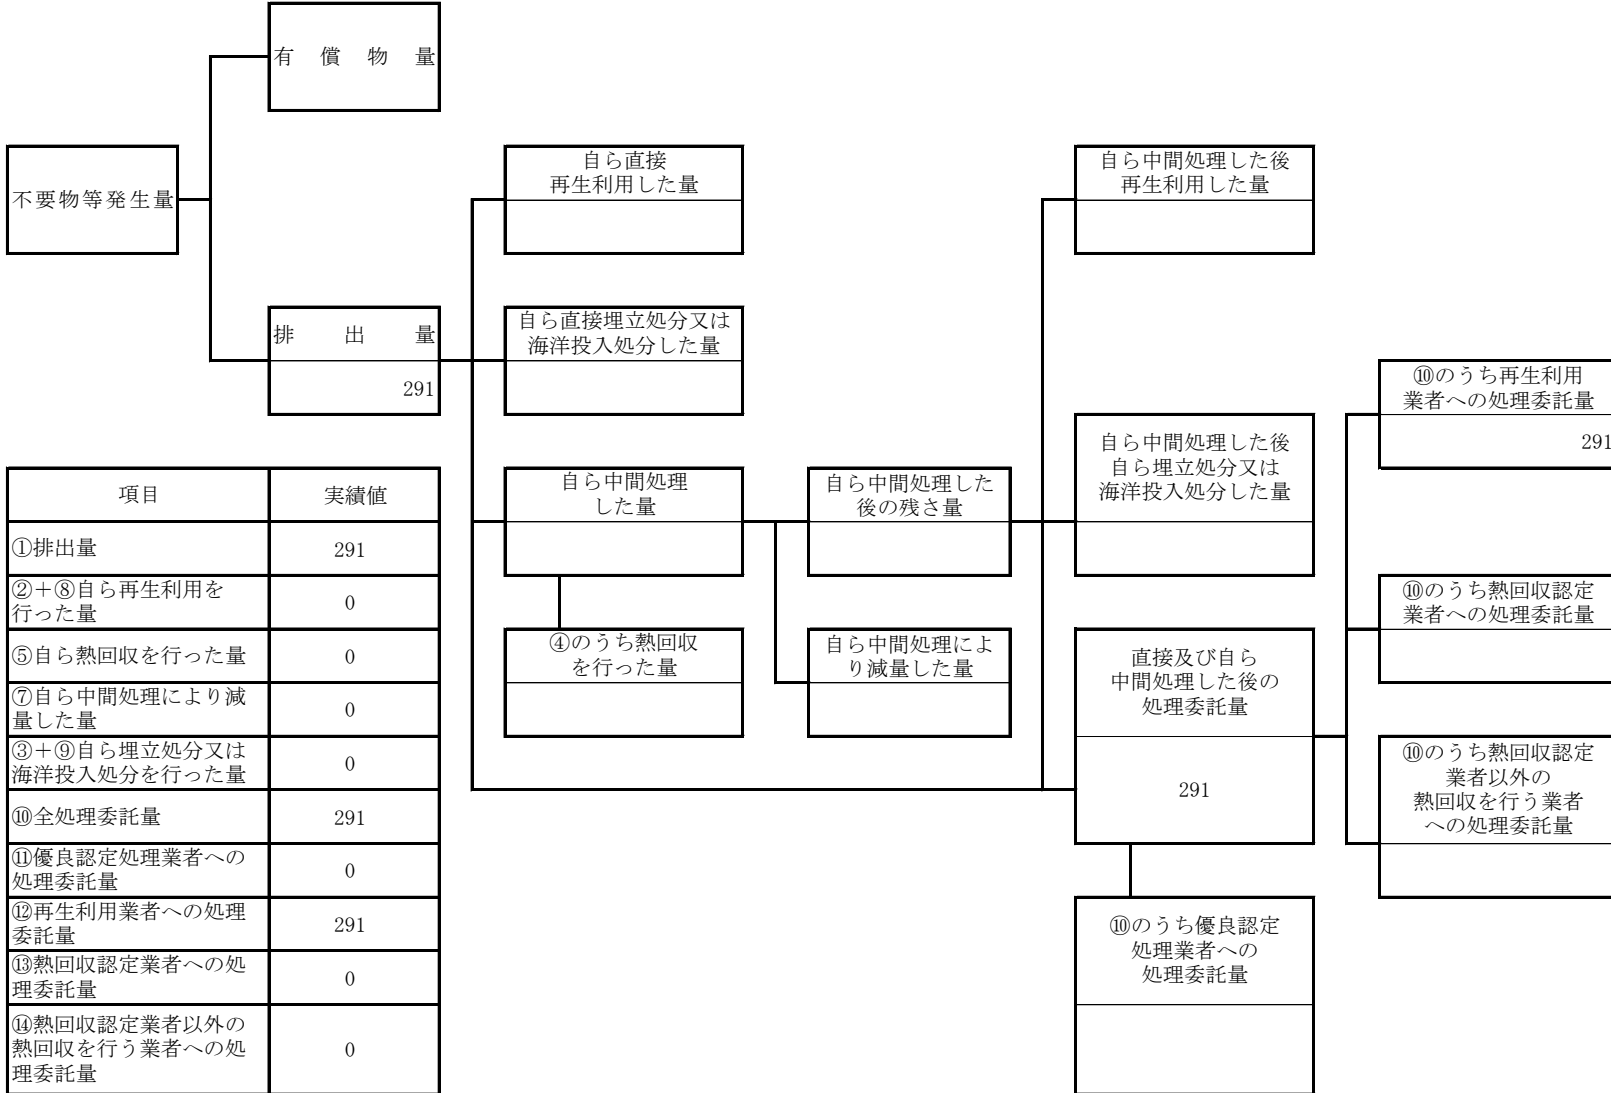 有償物量
不要物等発生量
排出量
291
自ら直接
再生利用した量
自ら直接埋立処分又は
海洋投入処分した量
自ら中間処理
した量
④のうち熱回収
を行った量
自ら中間処理した
後の残さ量
自ら中間処理によ
り減量した量
自ら中間処理した後
再生利用した量
自ら中間処理した後
自ら埋立処分又は
海洋投入処分した量
直接及び自ら
中間処理した後の
処理委託量
291
⑩のうち優良認定
処理業者への
処理委託量
⑩のうち再生利用
業者への処理委託量
291
⑩のうち熱回収認定
業者への処理委託量
⑩のうち熱回収認定
業者以外の
熱回収を行う業者
への処理委託量
項目 実績値
①排出量 291
②＋⑧自ら再生利用を
行った量 0
⑤自ら熱回収を行った量 0
⑦自ら中間処理により減
量した量 0
③＋⑨自ら埋立処分又は
海洋投入処分を行った量 0
⑩全処理委託量 291
⑪優良認定処理業者への
処理委託量 0
⑫再生利用業者への処理
委託量 291
⑬熱回収認定業者への処
理委託量 0
⑭熱回収認定業者以外の
熱回収を行う業者への処
理委託量 0